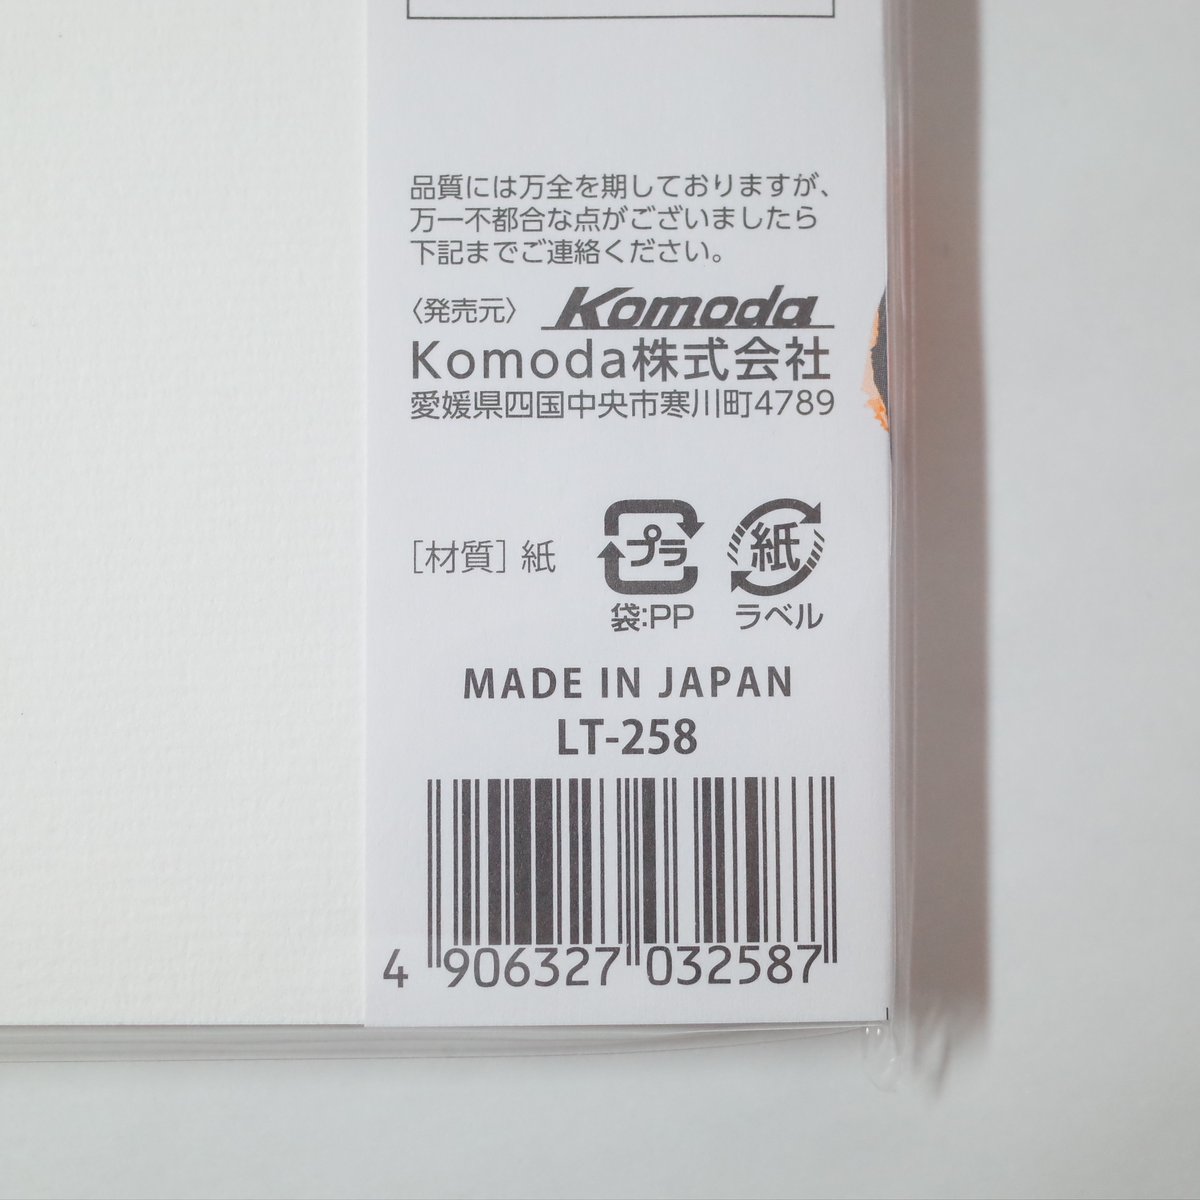 品質には万全を期しておりますが、
万一不都合な点がございましたら
下記までご連絡ください。
〈発売元〉 Komoda
Komoda株式会社
愛媛県四国中央市寒川町4789
［材質］紙
プラ 紙
袋:PP ラベル
MADE IN JAPAN
LT-258
4 906327 032587